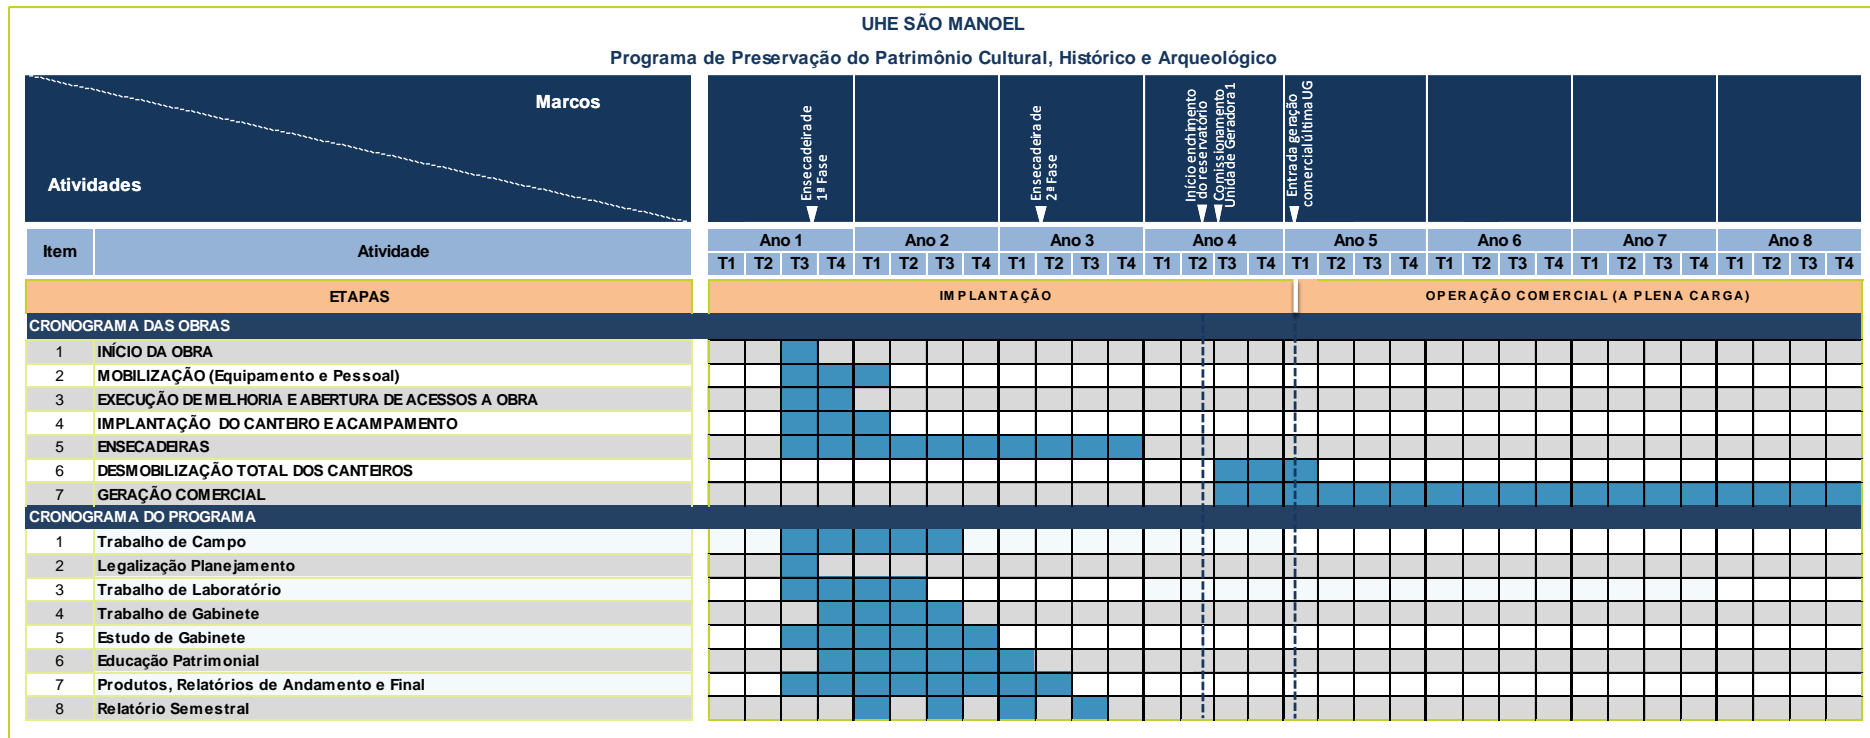 UHE SÃO MANOEL
Programa de Preservação do Patrimônio Cultural, Histórico e Arqueológico
Marcos
Atividades
Ensecadeira de
1ª Fase
Ensecadeira de
2ª Fase
Início enchimento
do reservatório
Comissionamento
Unidade Geradora 1
Entrada geração
comercial última UG
Item Atividade Ano 1 Ano 2 Ano 3 Ano 4 Ano 5 Ano 6 Ano 7 Ano 8
T1 T2 T3 T4 T1 T2 T3 T4 T1 T2 T3 T4 T1 T2 T3 T4 T1 T2 T3 T4 T1 T2 T3 T4 T1 T2 T3 T4 T1 T2 T3 T4
ETAPAS IMPLANTAÇÃO OPERAÇÃO COMERCIAL (A PLENA CARGA)
CRONOGRAMA DAS OBRAS
1 INÍCIO DA OBRA
2 MOBILIZAÇÃO (Equipamento e Pessoal)
3 EXECUÇÃO DE MELHORIA E ABERTURA DE ACESSOS A OBRA
4 IMPLANTAÇÃO DO CANTEIRO E ACAMPAMENTO
5 ENSECADEIRAS
6 DESMOBILIZAÇÃO TOTAL DOS CANTEIROS
7 GERAÇÃO COMERCIAL
CRONOGRAMA DO PROGRAMA
1 Trabalho de Campo
2 Legalização Planejamento
3 Trabalho de Laboratório
4 Trabalho de Gabinete
5 Estudo de Gabinete
6 Educação Patrimonial
7 Produtos, Relatórios de Andamento e Final
8 Relatório Semestral